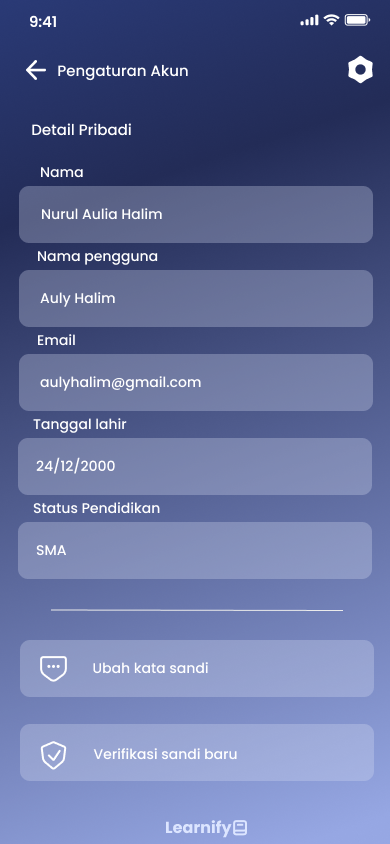 9:41
Pengaturan Akun
Detail Pribadi
Nama
Nurul Aulia Halim
Nama pengguna
Auly Halim
Email
aulyhalim@gmail.com
Tanggal lahir
24/12/2000
Status Pendidikan
SMA
Ubah kata sandi
Verifikasi sandi baru
Learnify